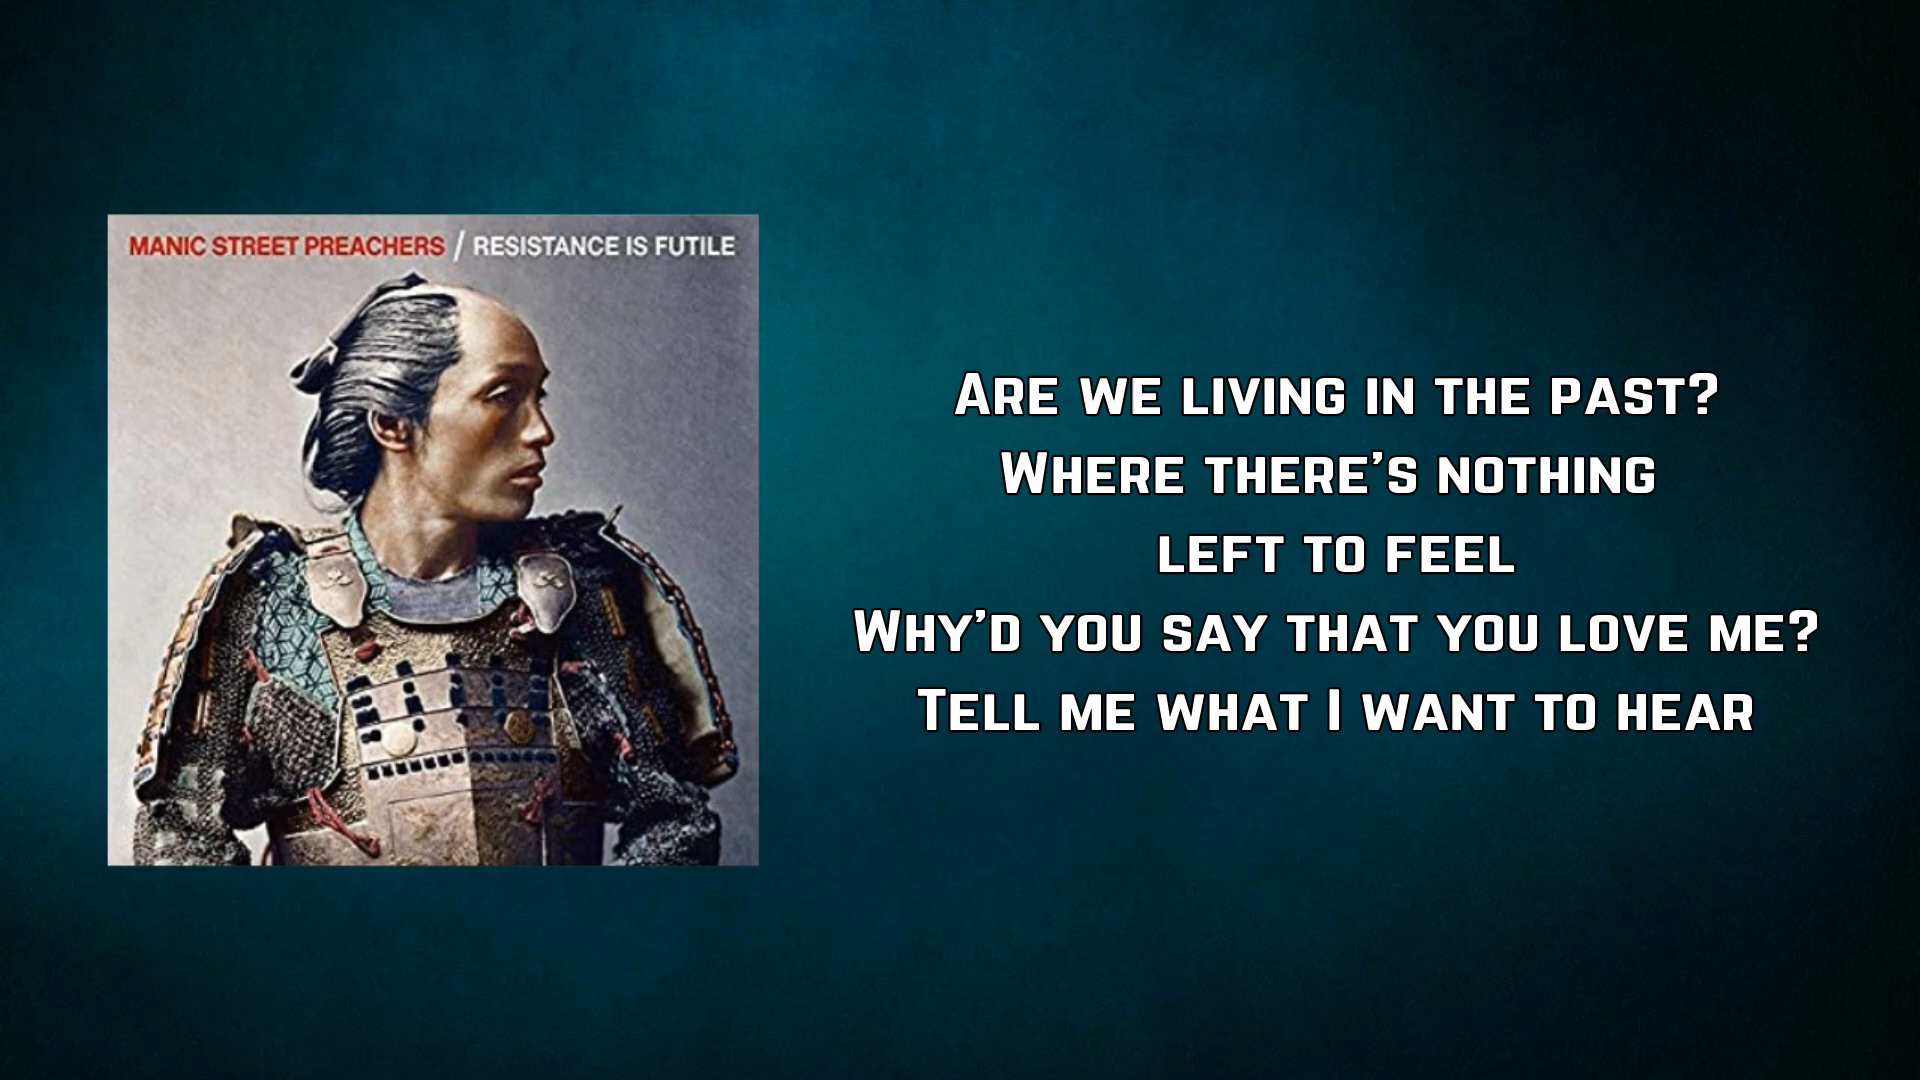 MANIC STREET PREACHERS / RESISTANCE IS FUTILE
Are we living in the past?
Where there's nothing
left to feel
Why'd you say that you love me?
Tell me what I want to hear